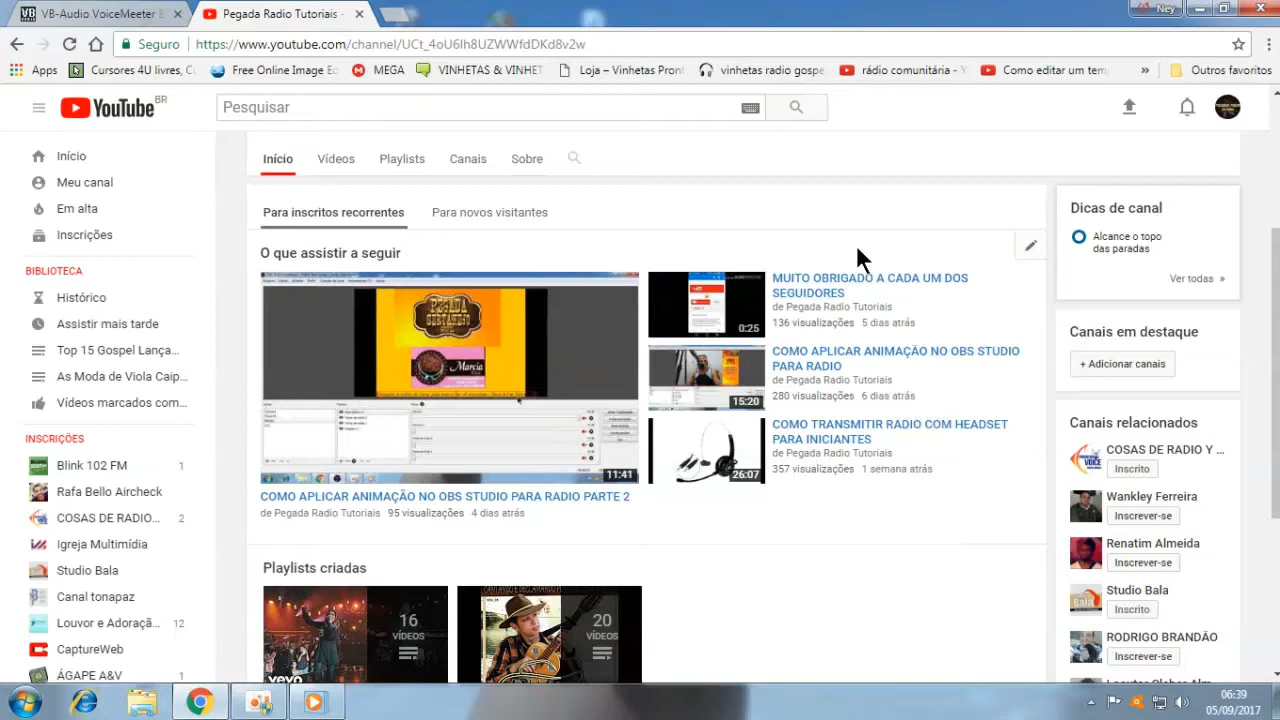 VB-Audio VoiceMeeter B
Pegada Radio Tutoriais -
Ney
Seguro
https://www.youtube.com/channel/UCt_4oU6lh8UZWWfdDKd8v2w
Apps
Cursores 4U livres, C
Free Online Image Ed
MEGA
VINHETAS & VINHET
Loja – Vinhetas Pront
vinhetas radio gospe
rádio comunitária - Y
Como editar um tem
Outros favoritos
YouTube BR
Pesquisar
Início
Meu canal
Em alta
Inscrições
BIBLIOTECA
Histórico
Assistir mais tarde
Top 15 Gospel Lança...
As Moda de Viola Caip...
Vídeos marcados com...
INSCRIÇÕES
Blink 102 FM 1
Rafa Bello Aircheck
COSAS DE RADIO... 2
Igreja Multimídia
Studio Bala
Canal tonapaz
Louvor e Adoraçã... 12
CaptureWeb
ÁGAPE A&V 1
Início Vídeos Playlists Canais Sobre
Para inscritos recorrentes Para novos visitantes
O que assistir a seguir
Marcia
11:41
COMO APLICAR ANIMAÇÃO NO OBS STUDIO PARA RADIO PARTE 2
de Pegada Radio Tutoriais 95 visualizações 4 dias atrás
0:25
MUITO OBRIGADO A CADA UM DOS
SEGUIDORES
de Pegada Radio Tutoriais
136 visualizações 5 dias atrás
15:20
COMO APLICAR ANIMAÇÃO NO OBS STUDIO
PARA RADIO
de Pegada Radio Tutoriais
280 visualizações 6 dias atrás
26:07
COMO TRANSMITIR RADIO COM HEADSET
PARA INICIANTES
de Pegada Radio Tutoriais
357 visualizações 1 semana atrás
Playlists criadas
16
VÍDEOS
vevo
20
VÍDEOS
Dicas de canal
Alcance o topo
das paradas
Ver todas »
Canais em destaque
+ Adicionar canais
Canais relacionados
COSAS DE RADIO Y ...
Inscrito
Wankley Ferreira
Inscrever-se
Renatim Almeida
Inscrever-se
Studio Bala
Inscrito
RODRIGO BRANDÃO
Inscrever-se
06:39
05/09/2017